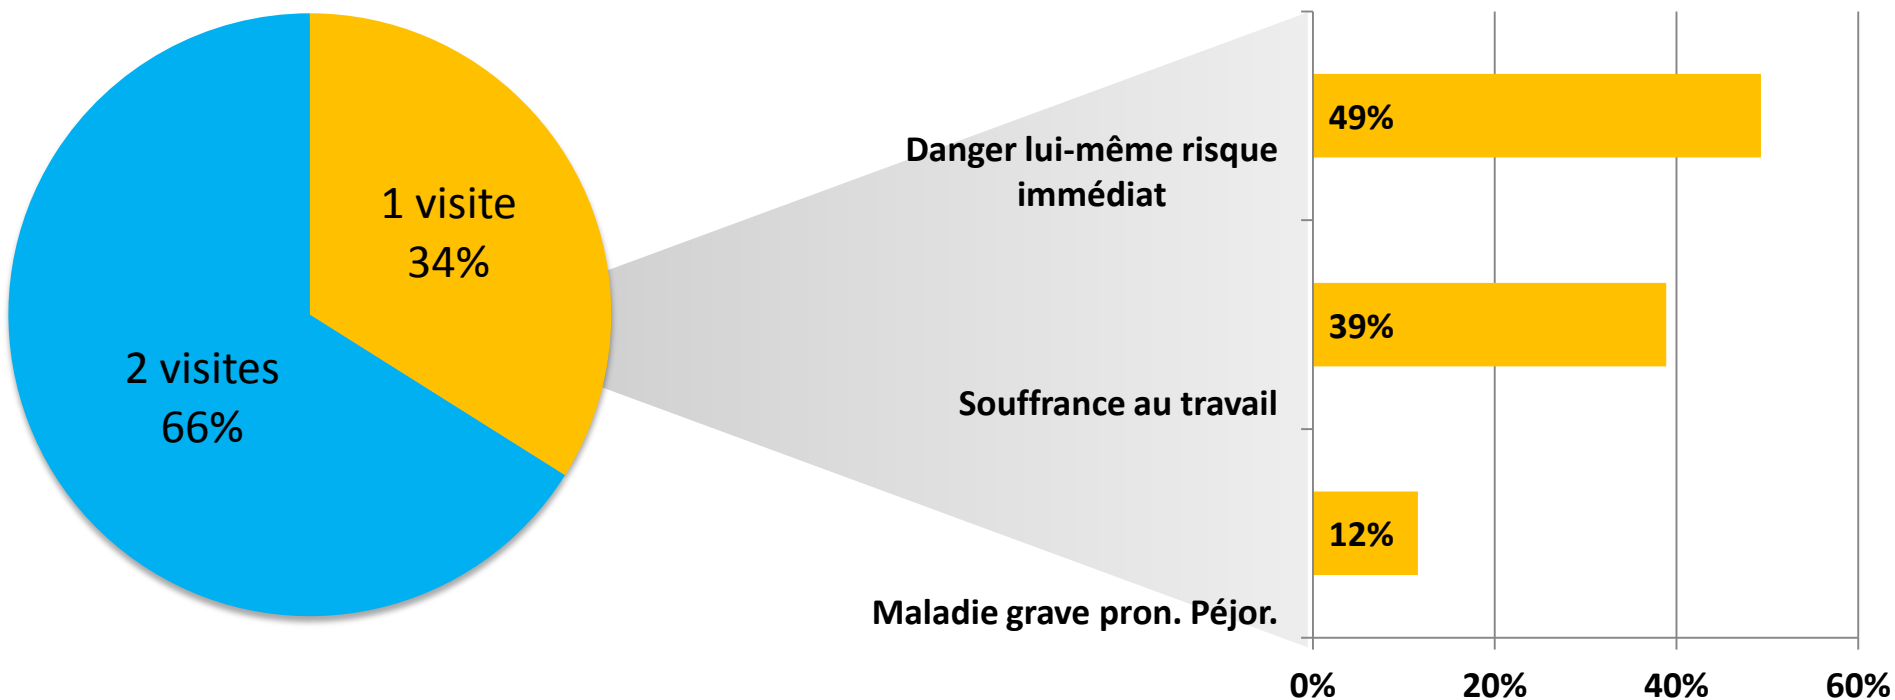 1 visite
34%
2 visites
66%
Danger lui-même risque
immédiat
49%
Souffrance au travail
39%
Maladie grave pron. Péjor.
12%
0%
20%
40%
60%